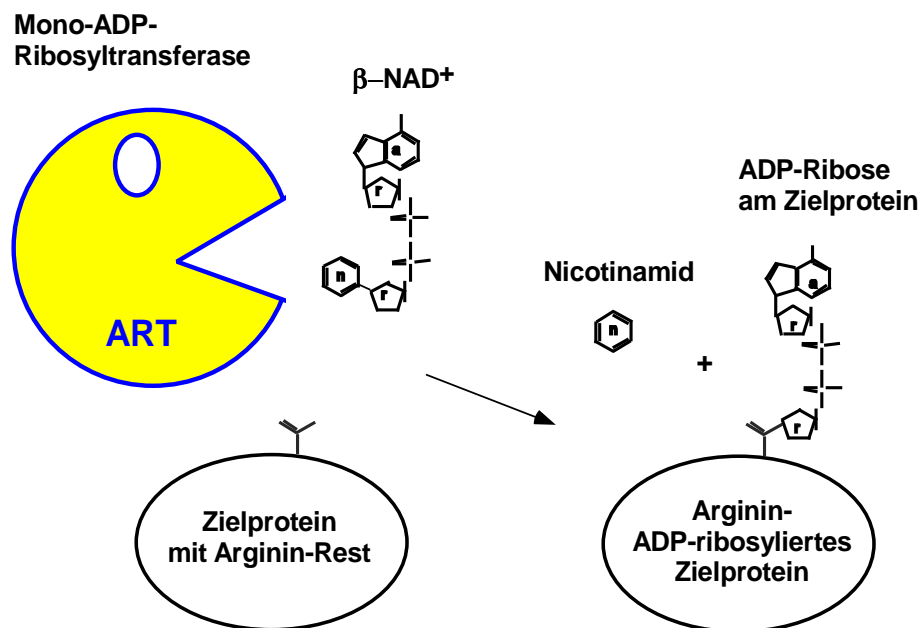 Mono-ADP-
Ribosyltransferase
β–NAD+
a
r
n
r
ART
ADP-Ribose
am Zielprotein
Nicotinamid
n
+
a
r
r
Zielprotein
mit Arginin-Rest
Arginin-
ADP-ribosyliertes
Zielprotein